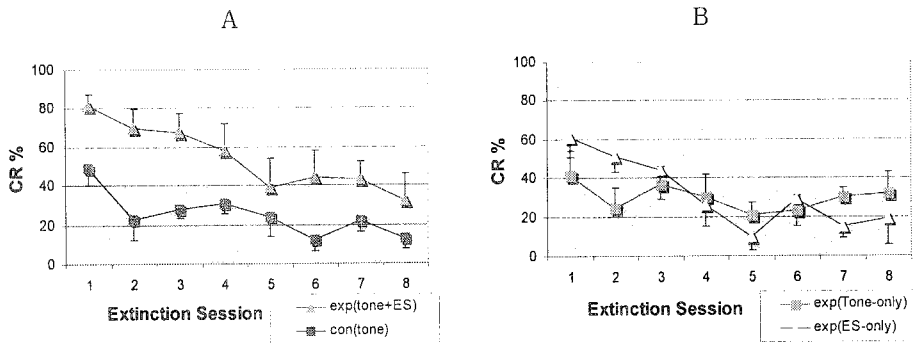 A
CR %
100
80
60
40
20
0
1 2 3 4 5 6 7 8
Extinction Session
exp(tone+ES)
con(tone)
B
CR %
100
80
60
40
20
0
1 2 3 4 5 6 7 8
Extinction Session
exp(Tone-only)
exp(ES-only)